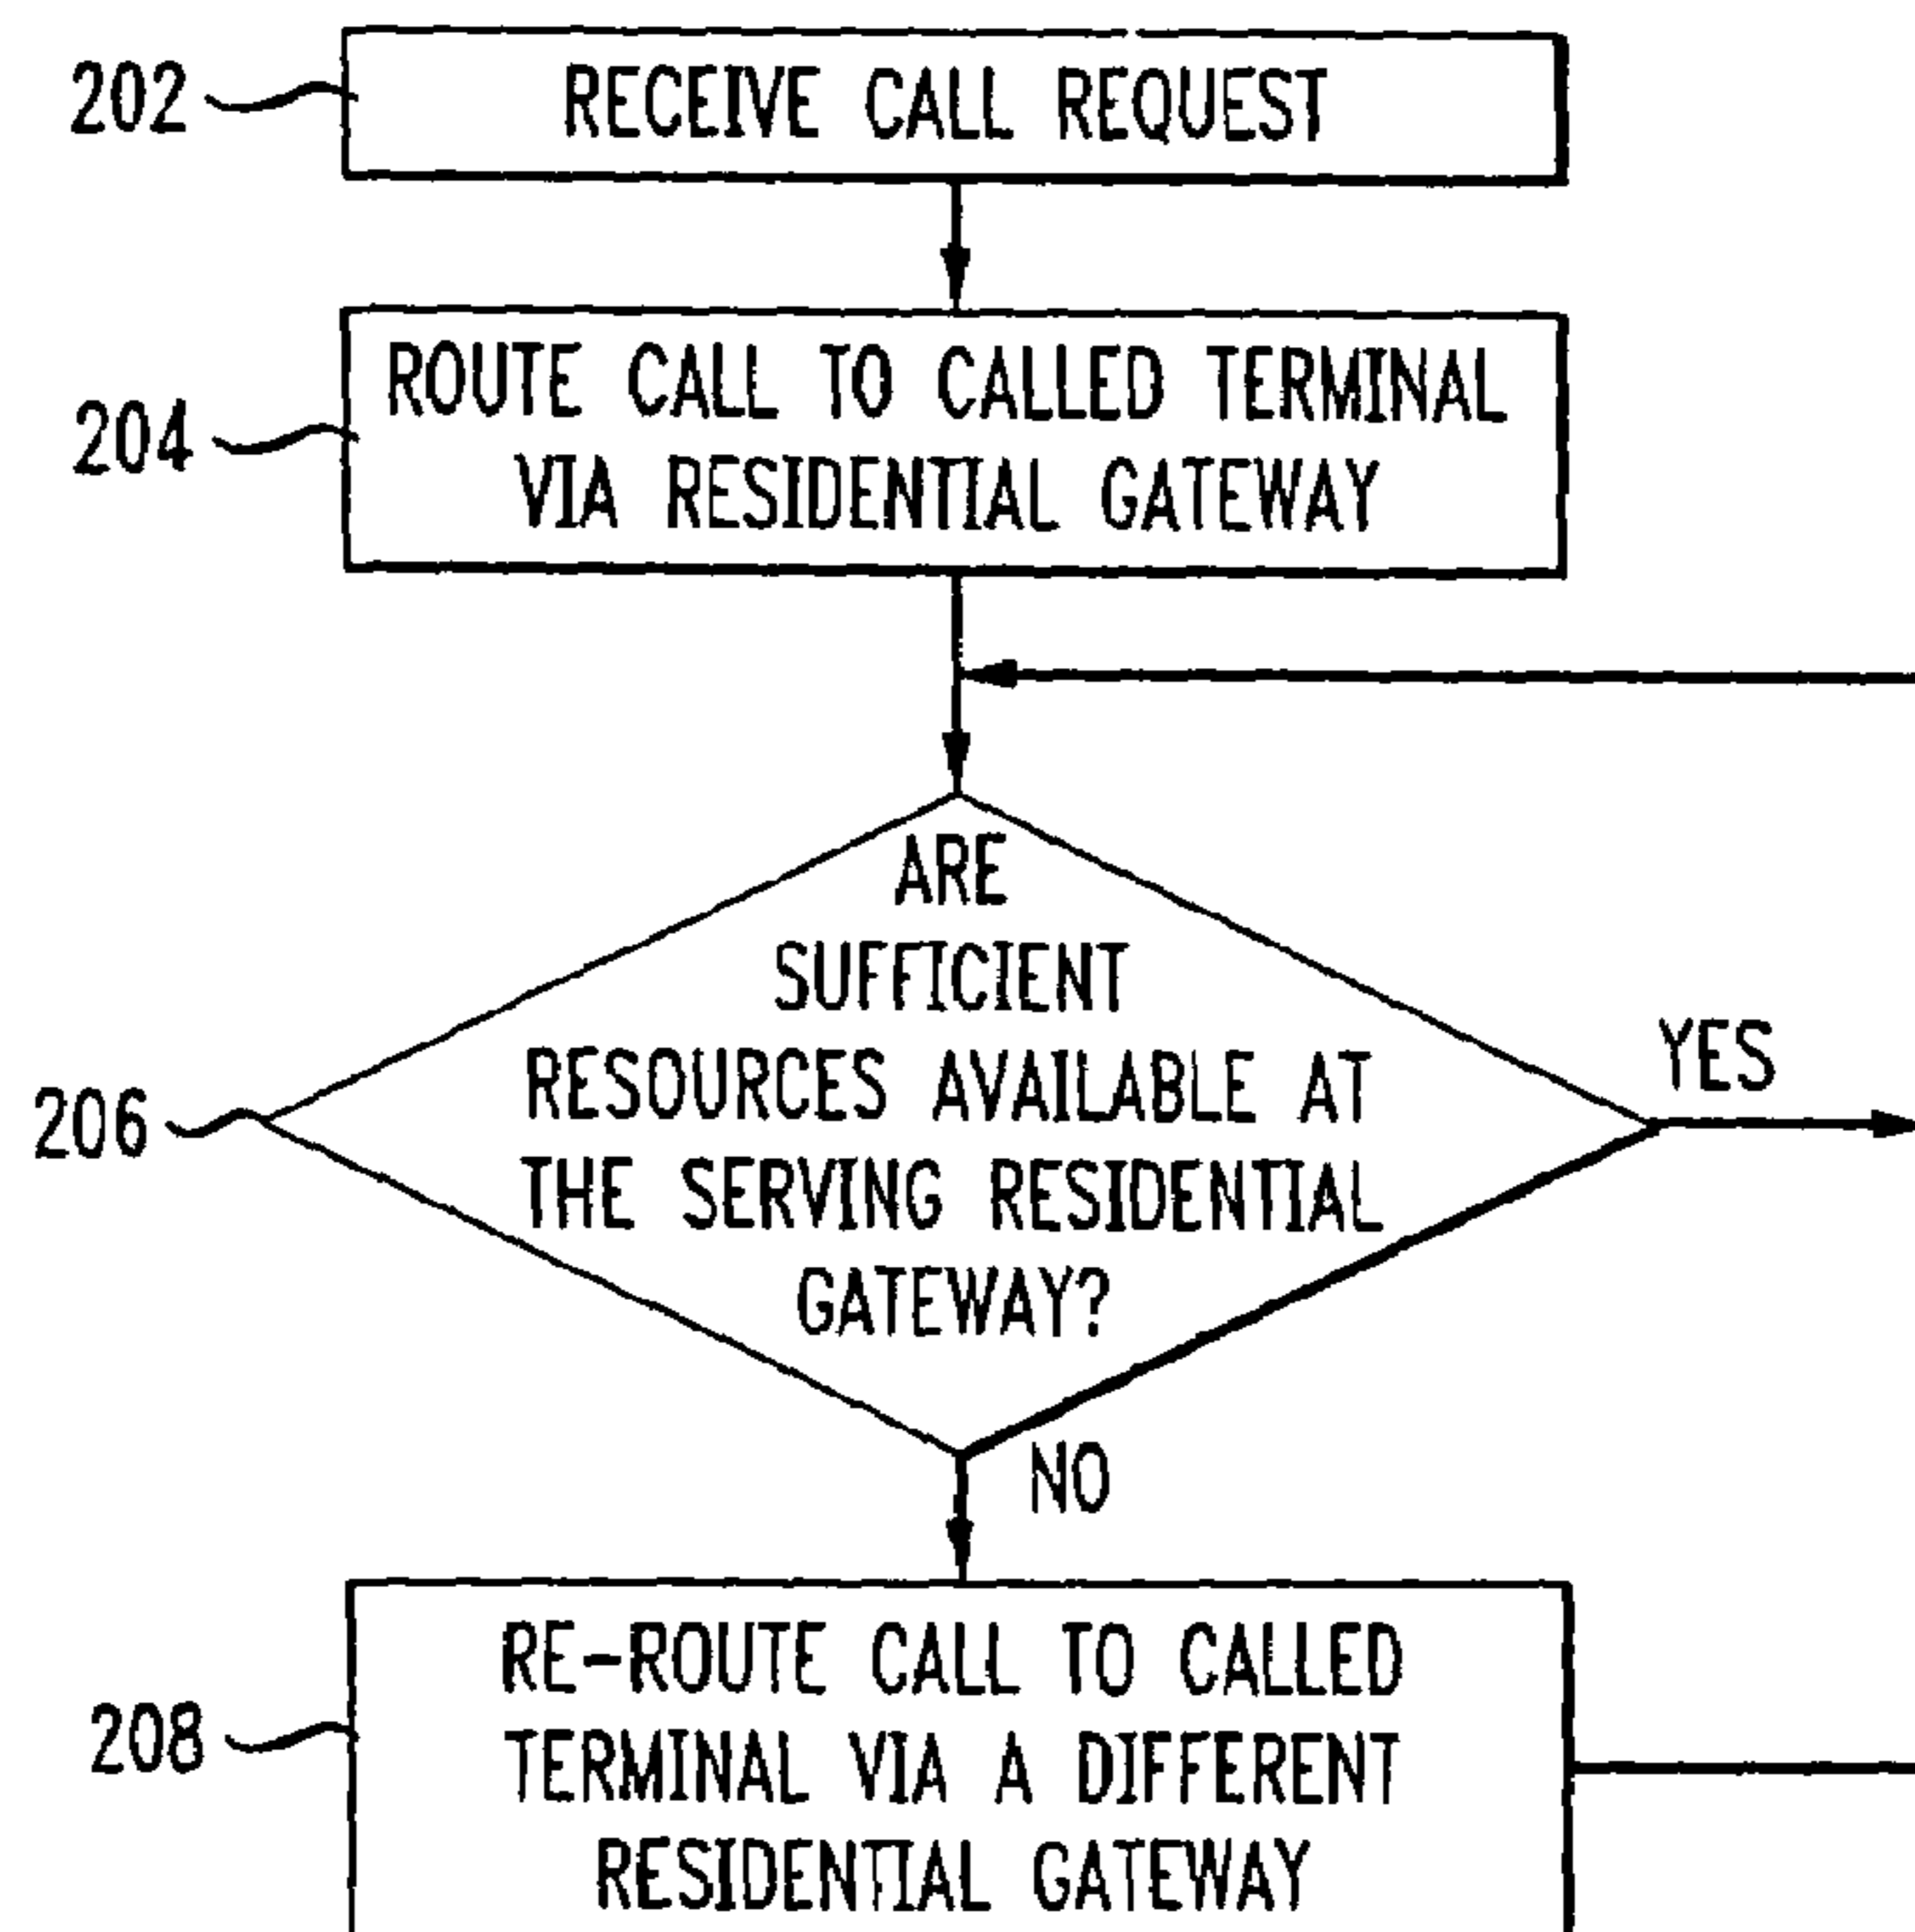 202
RECEIVE CALL REQUEST
204
ROUTE CALL TO CALLED TERMINAL
VIA RESIDENTIAL GATEWAY
206
ARE
SUFFICIENT
RESOURCES AVAILABLE AT
THE SERVING RESIDENTIAL
GATEWAY?
YES
NO
208
RE-ROUTE CALL TO CALLED
TERMINAL VIA A DIFFERENT
RESIDENTIAL GATEWAY